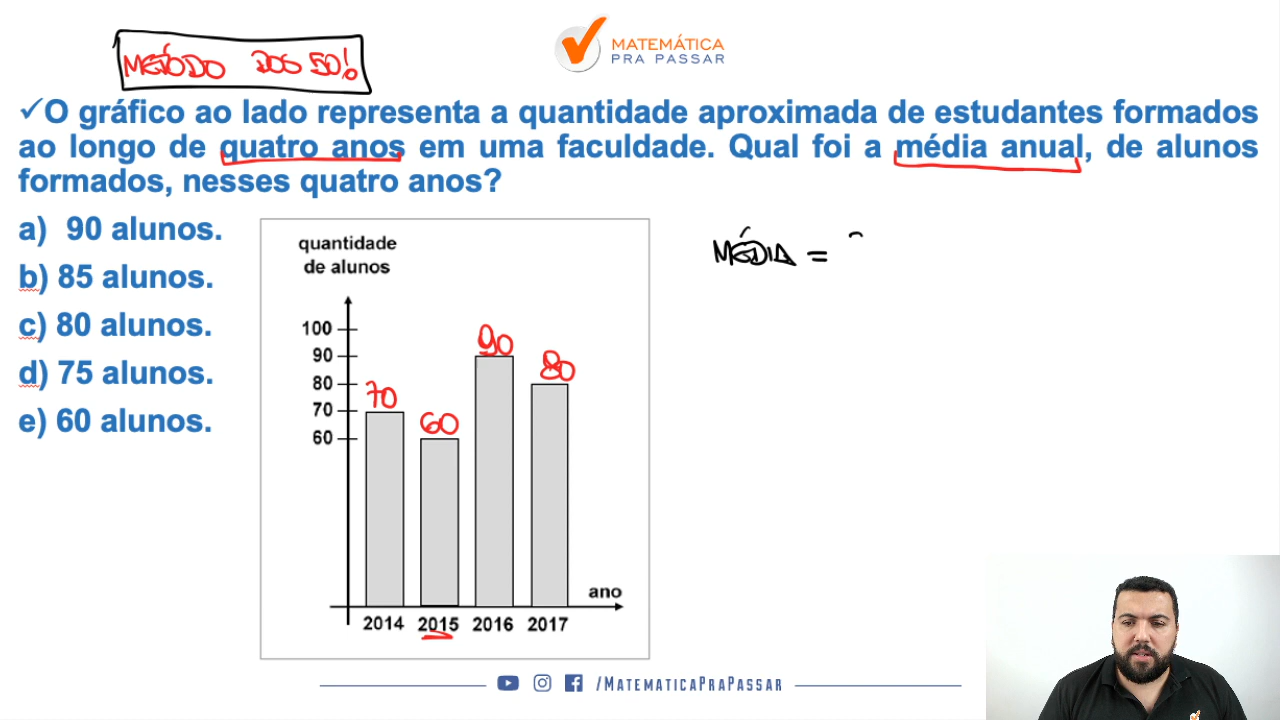 MÉTODO DOS 50!
MATEMÁTICA
PRA PASSAR
✓O gráfico ao lado representa a quantidade aproximada de estudantes formados
ao longo de quatro anos em uma faculdade. Qual foi a média anual, de alunos
formados, nesses quatro anos?
a) 90 alunos.
b) 85 alunos.
c) 80 alunos.
d) 75 alunos.
e) 60 alunos.
quantidade
de alunos
100
90
80
70
60
70
60
90
80
ano
2014 2015 2016 2017
MÉDIA =
/MatematicaPraPassar